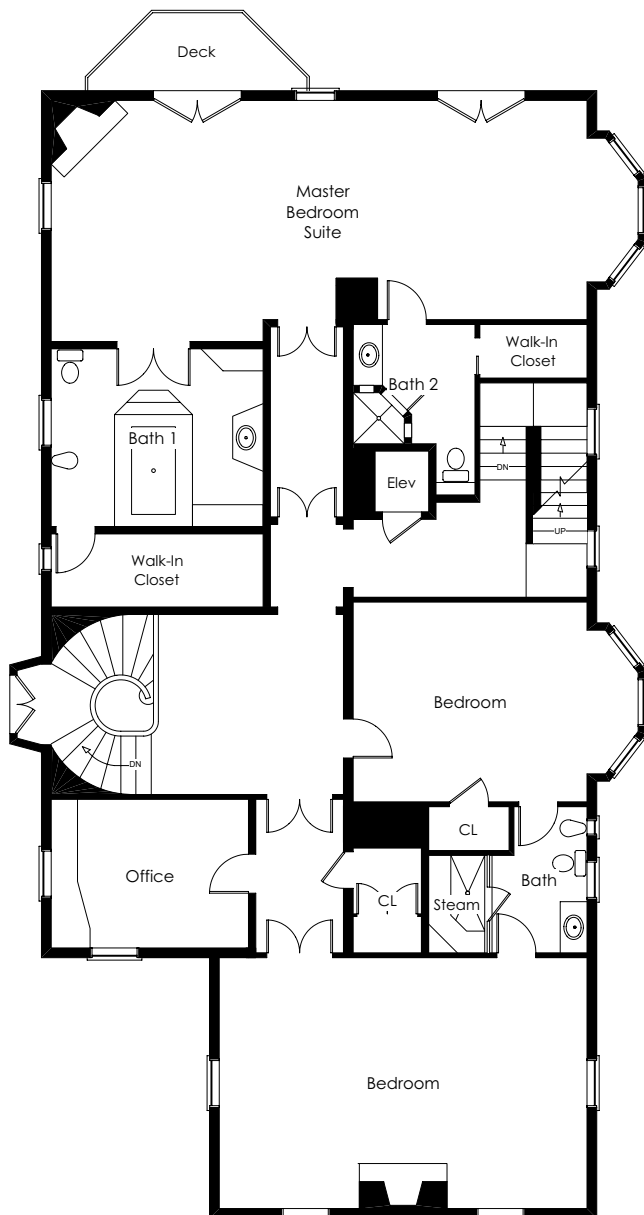 Deck
Master
Bedroom
Suite
Walk-In
Closet
Bath 2
Bath 1
Elev
DN
UP
Walk-In
Closet
Bedroom
DN
CL
Office
Bath
CL
Steam
Bedroom